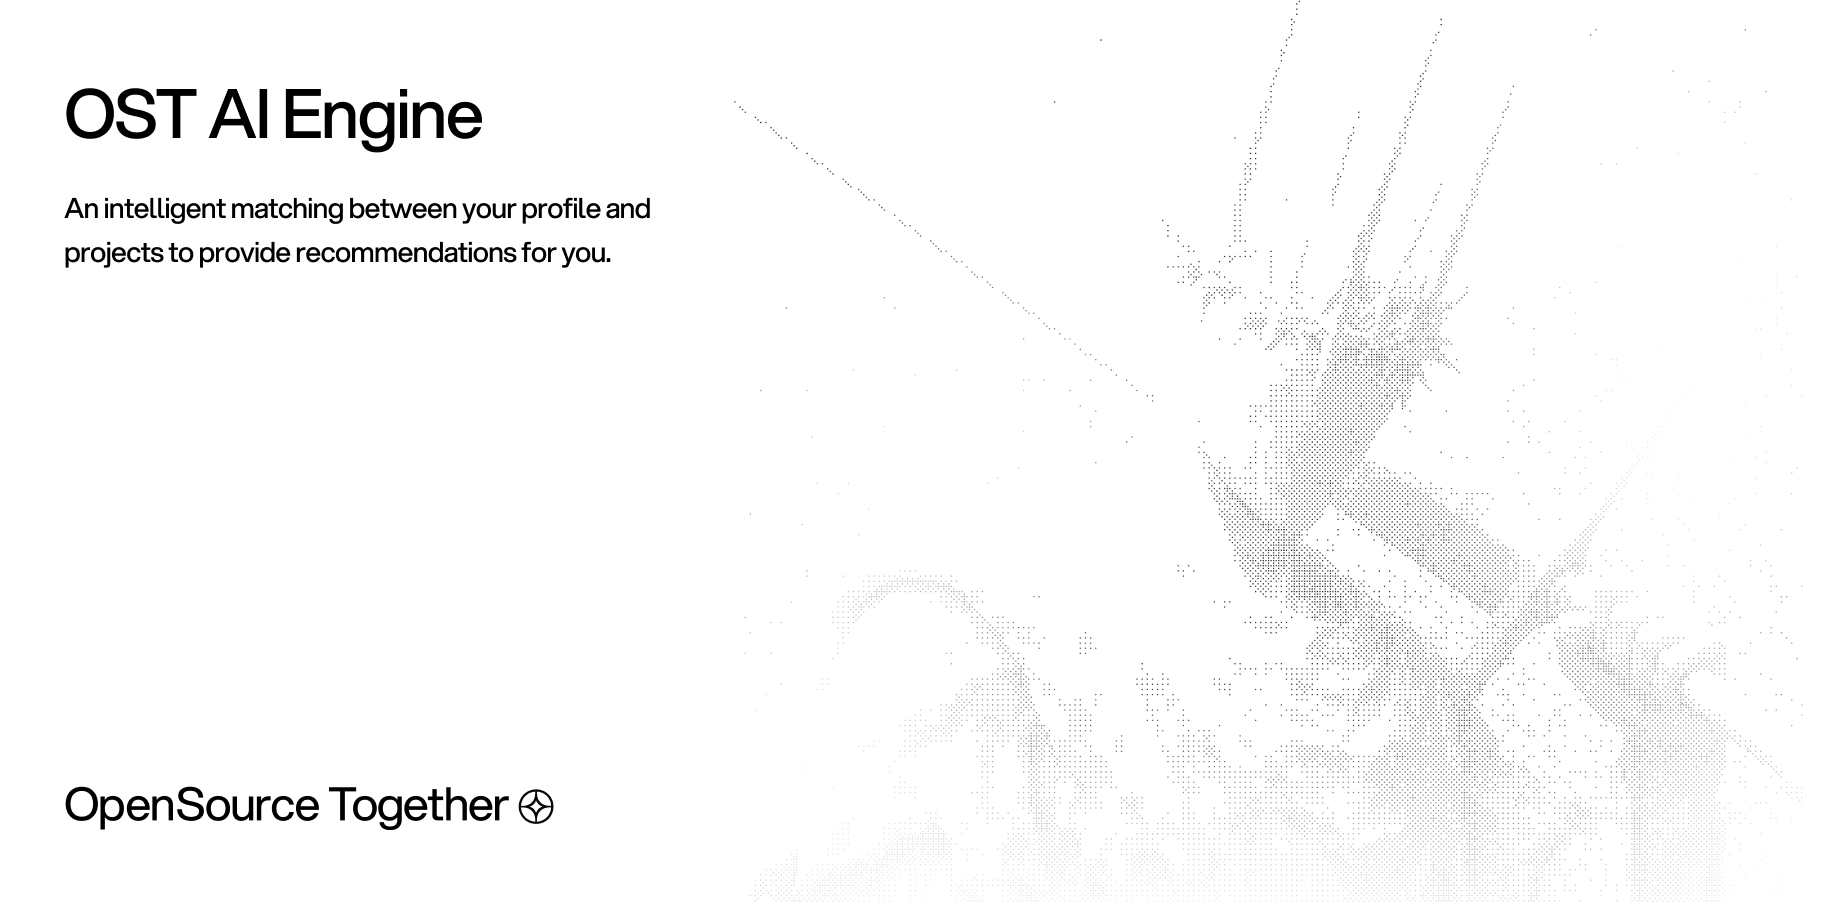 OST AI Engine
An intelligent matching between your profile and
projects to provide recommendations for you.
OpenSource Together